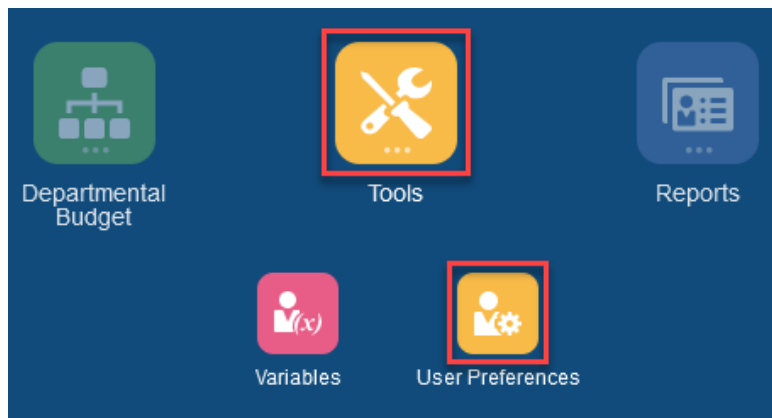 Departmental
Budget
Tools
Reports
(x)
Variables
User Preferences